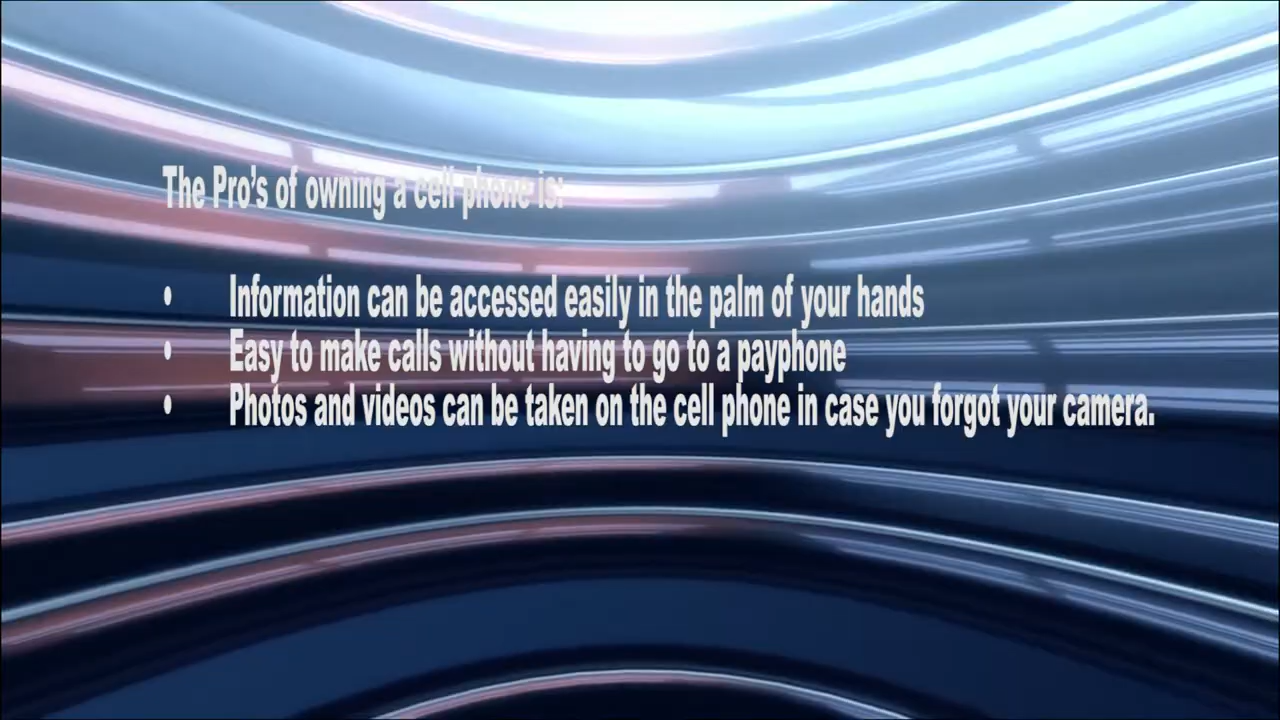 The Pro's of owning a cell phone is:
• Information can be accessed easily in the palm of your hands
• Easy to make calls without having to go to a payphone
• Photos and videos can be taken on the cell phone in case you forgot your camera.